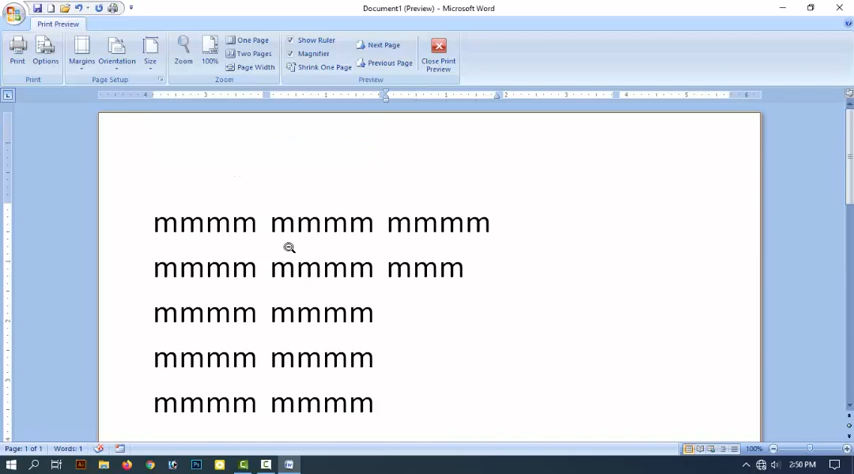 Document1 (Preview) - Microsoft Word
Print Preview
Print
Options
Margins
Orientation
Size
Zoom
100%
One Page
Two Pages
Page Width
Show Ruler
Magnifier
Shrink One Page
Next Page
Previous Page
Close Print
Preview
Print
Page Setup
Zoom
Preview
mmmm mmmm mmmm
mmmm mmmm mmm
mmmm mmmm
mmmm mmmm
mmmm mmmm
Page: 1 of 1
Words: 1
100%
2:50 PM